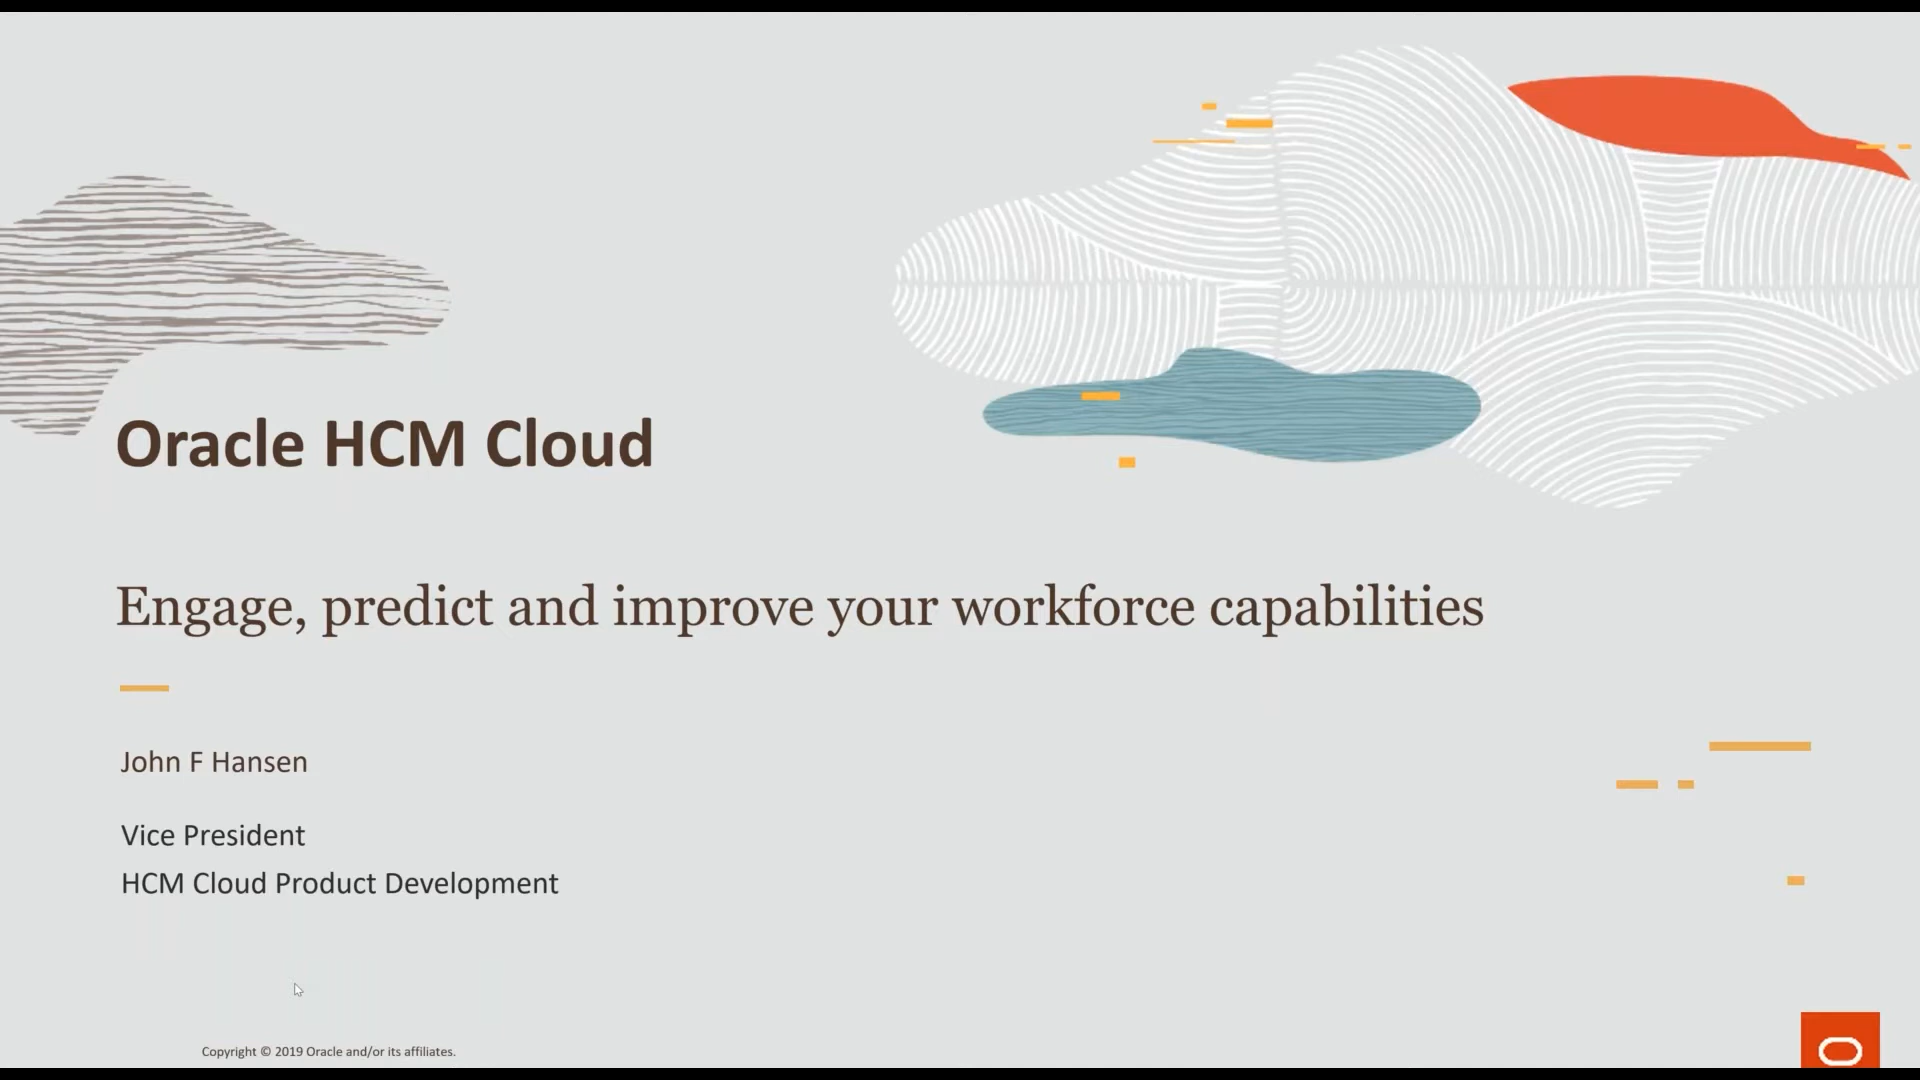 Oracle HCM Cloud
Engage, predict and improve your workforce capabilities
John F Hansen
Vice President
HCM Cloud Product Development
Copyright © 2019 Oracle and/or its affiliates.